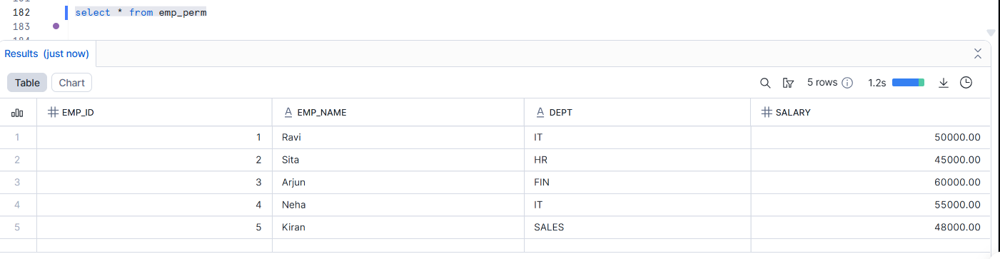 182 select * from emp_perm
183
Results (just now)
Table Chart 5 rows 1.2s
EMP_ID EMP_NAME DEPT SALARY
1 1 Ravi IT 50000.00
2 2 Sita HR 45000.00
3 3 Arjun FIN 60000.00
4 4 Neha IT 55000.00
5 5 Kiran SALES 48000.00